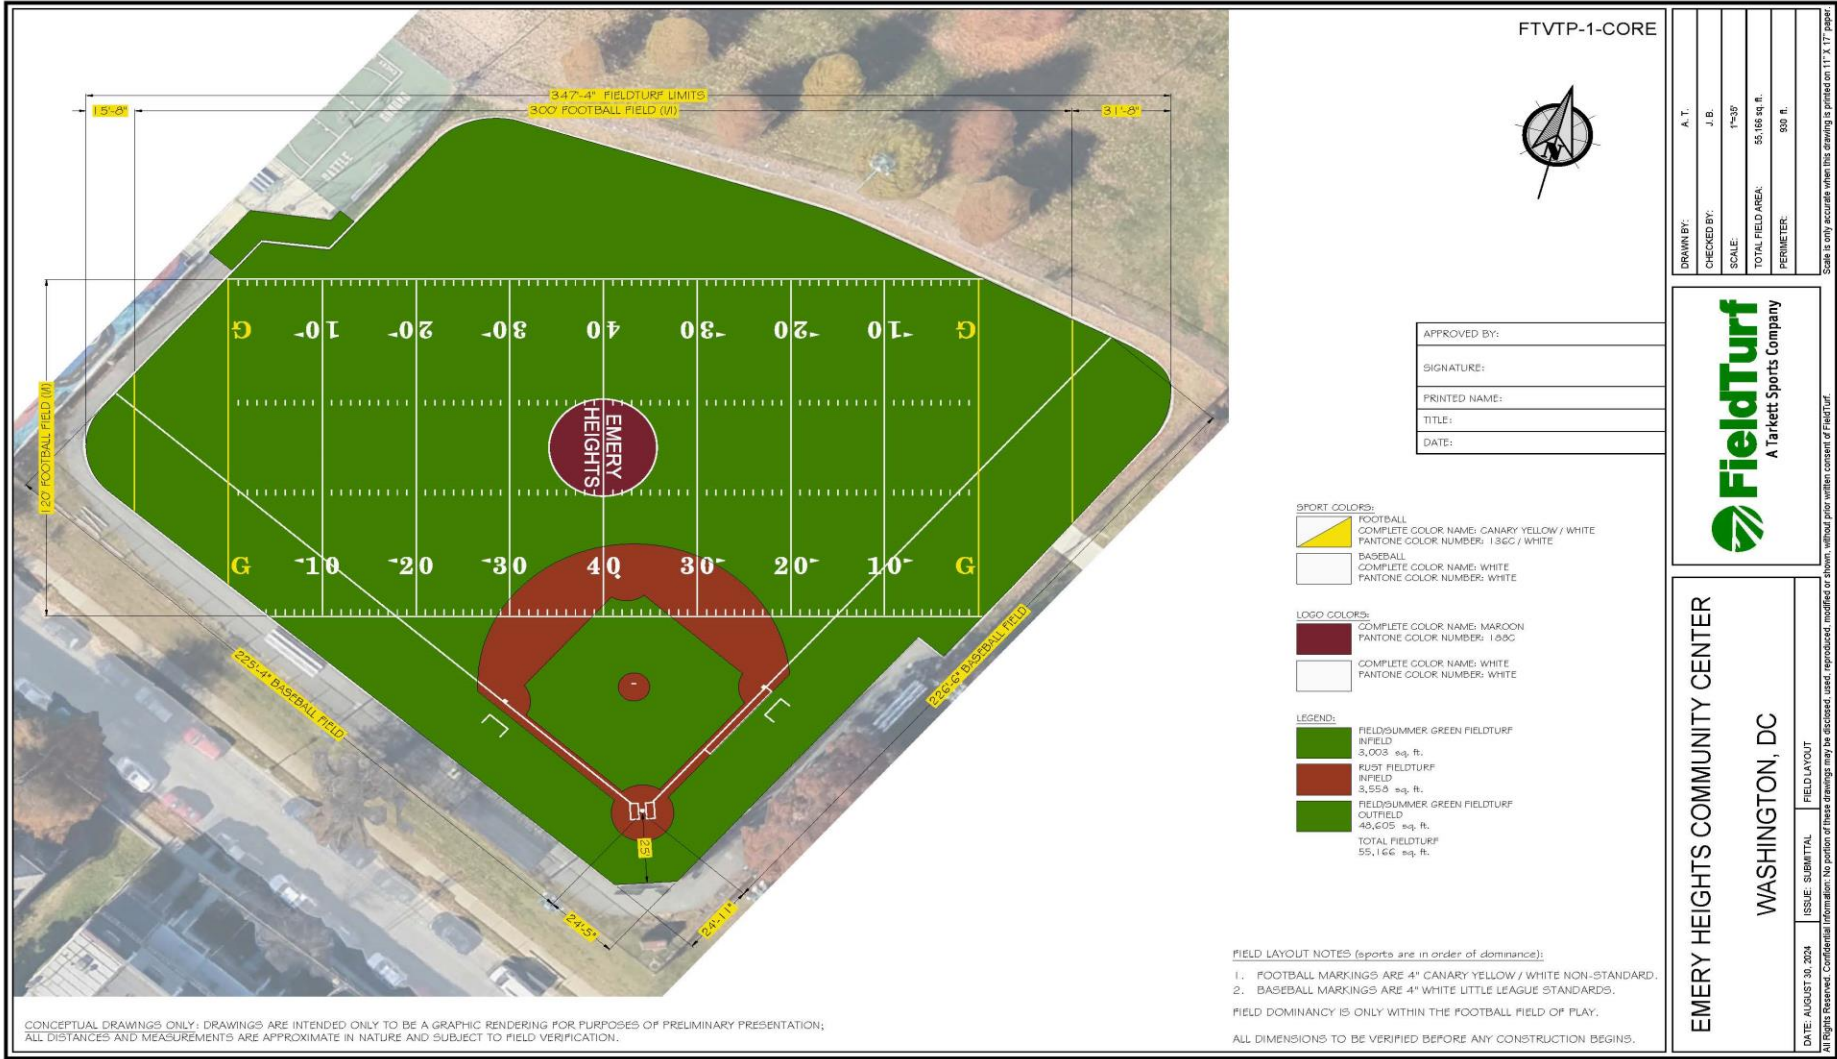 FTVTP-1-CORE
347'-4" FIELDTURF LIMITS
15'-8"
300' FOOTBALL FIELD (I/I)
31'-8"
BATTLE
N
120' FOOTBALL FIELD (I/I)
G 10 20 30 40 30 20 10 G
EMERY
HEIGHTS
G 10 20 30 40 30 20 10 G
225'-4" BASEBALL FIELD
226'-6" BASEBALL FIELD
25'
24'-5"
24'-11"
APPROVED BY:
SIGNATURE:
PRINTED NAME:
TITLE:
DATE:
SPORT COLORS:
FOOTBALL
COMPLETE COLOR NAME: CANARY YELLOW / WHITE
PANTONE COLOR NUMBER: 136C / WHITE
BASEBALL
COMPLETE COLOR NAME: WHITE
PANTONE COLOR NUMBER: WHITE
LOGO COLORS:
COMPLETE COLOR NAME: MAROON
PANTONE COLOR NUMBER: 188C
COMPLETE COLOR NAME: WHITE
PANTONE COLOR NUMBER: WHITE
LEGEND:
FIELD/SUMMER GREEN FIELDTURF
INFIELD
3,003 sq. ft.
RUST FIELDTURF
INFIELD
3,558 sq. ft.
FIELD/SUMMER GREEN FIELDTURF
OUTFIELD
48,605 sq. ft.
TOTAL FIELDTURF
55,166 sq. ft.
FIELD LAYOUT NOTES (sports are in order of dominance):
1. FOOTBALL MARKINGS ARE 4" CANARY YELLOW / WHITE NON-STANDARD.
2. BASEBALL MARKINGS ARE 4" WHITE LITTLE LEAGUE STANDARDS.
FIELD DOMINANCY IS ONLY WITHIN THE FOOTBALL FIELD OF PLAY.
ALL DIMENSIONS TO BE VERIFIED BEFORE ANY CONSTRUCTION BEGINS.
CONCEPTUAL DRAWINGS ONLY: DRAWINGS ARE INTENDED ONLY TO BE A GRAPHIC RENDERING FOR PURPOSES OF PRELIMINARY PRESENTATION;
ALL DISTANCES AND MEASUREMENTS ARE APPROXIMATE IN NATURE AND SUBJECT TO FIELD VERIFICATION.
DRAWN BY: A. T.
CHECKED BY: J. B.
SCALE: 1"=35'
TOTAL FIELD AREA: 55,166 sq. ft.
PERIMETER: 930 ft.
Scale is only accurate when this drawing is printed on 11" X 17" paper.
FieldTurf
A Tarkett Sports Company
EMERY HEIGHTS COMMUNITY CENTER
WASHINGTON, DC
DATE: AUGUST 30, 2024
ISSUE: SUBMITTAL
FIELD LAYOUT
All Rights Reserved. Confidential Information: No portion of these drawings may be disclosed, used, reproduced, modified or shown, without prior written consent of FieldTurf.